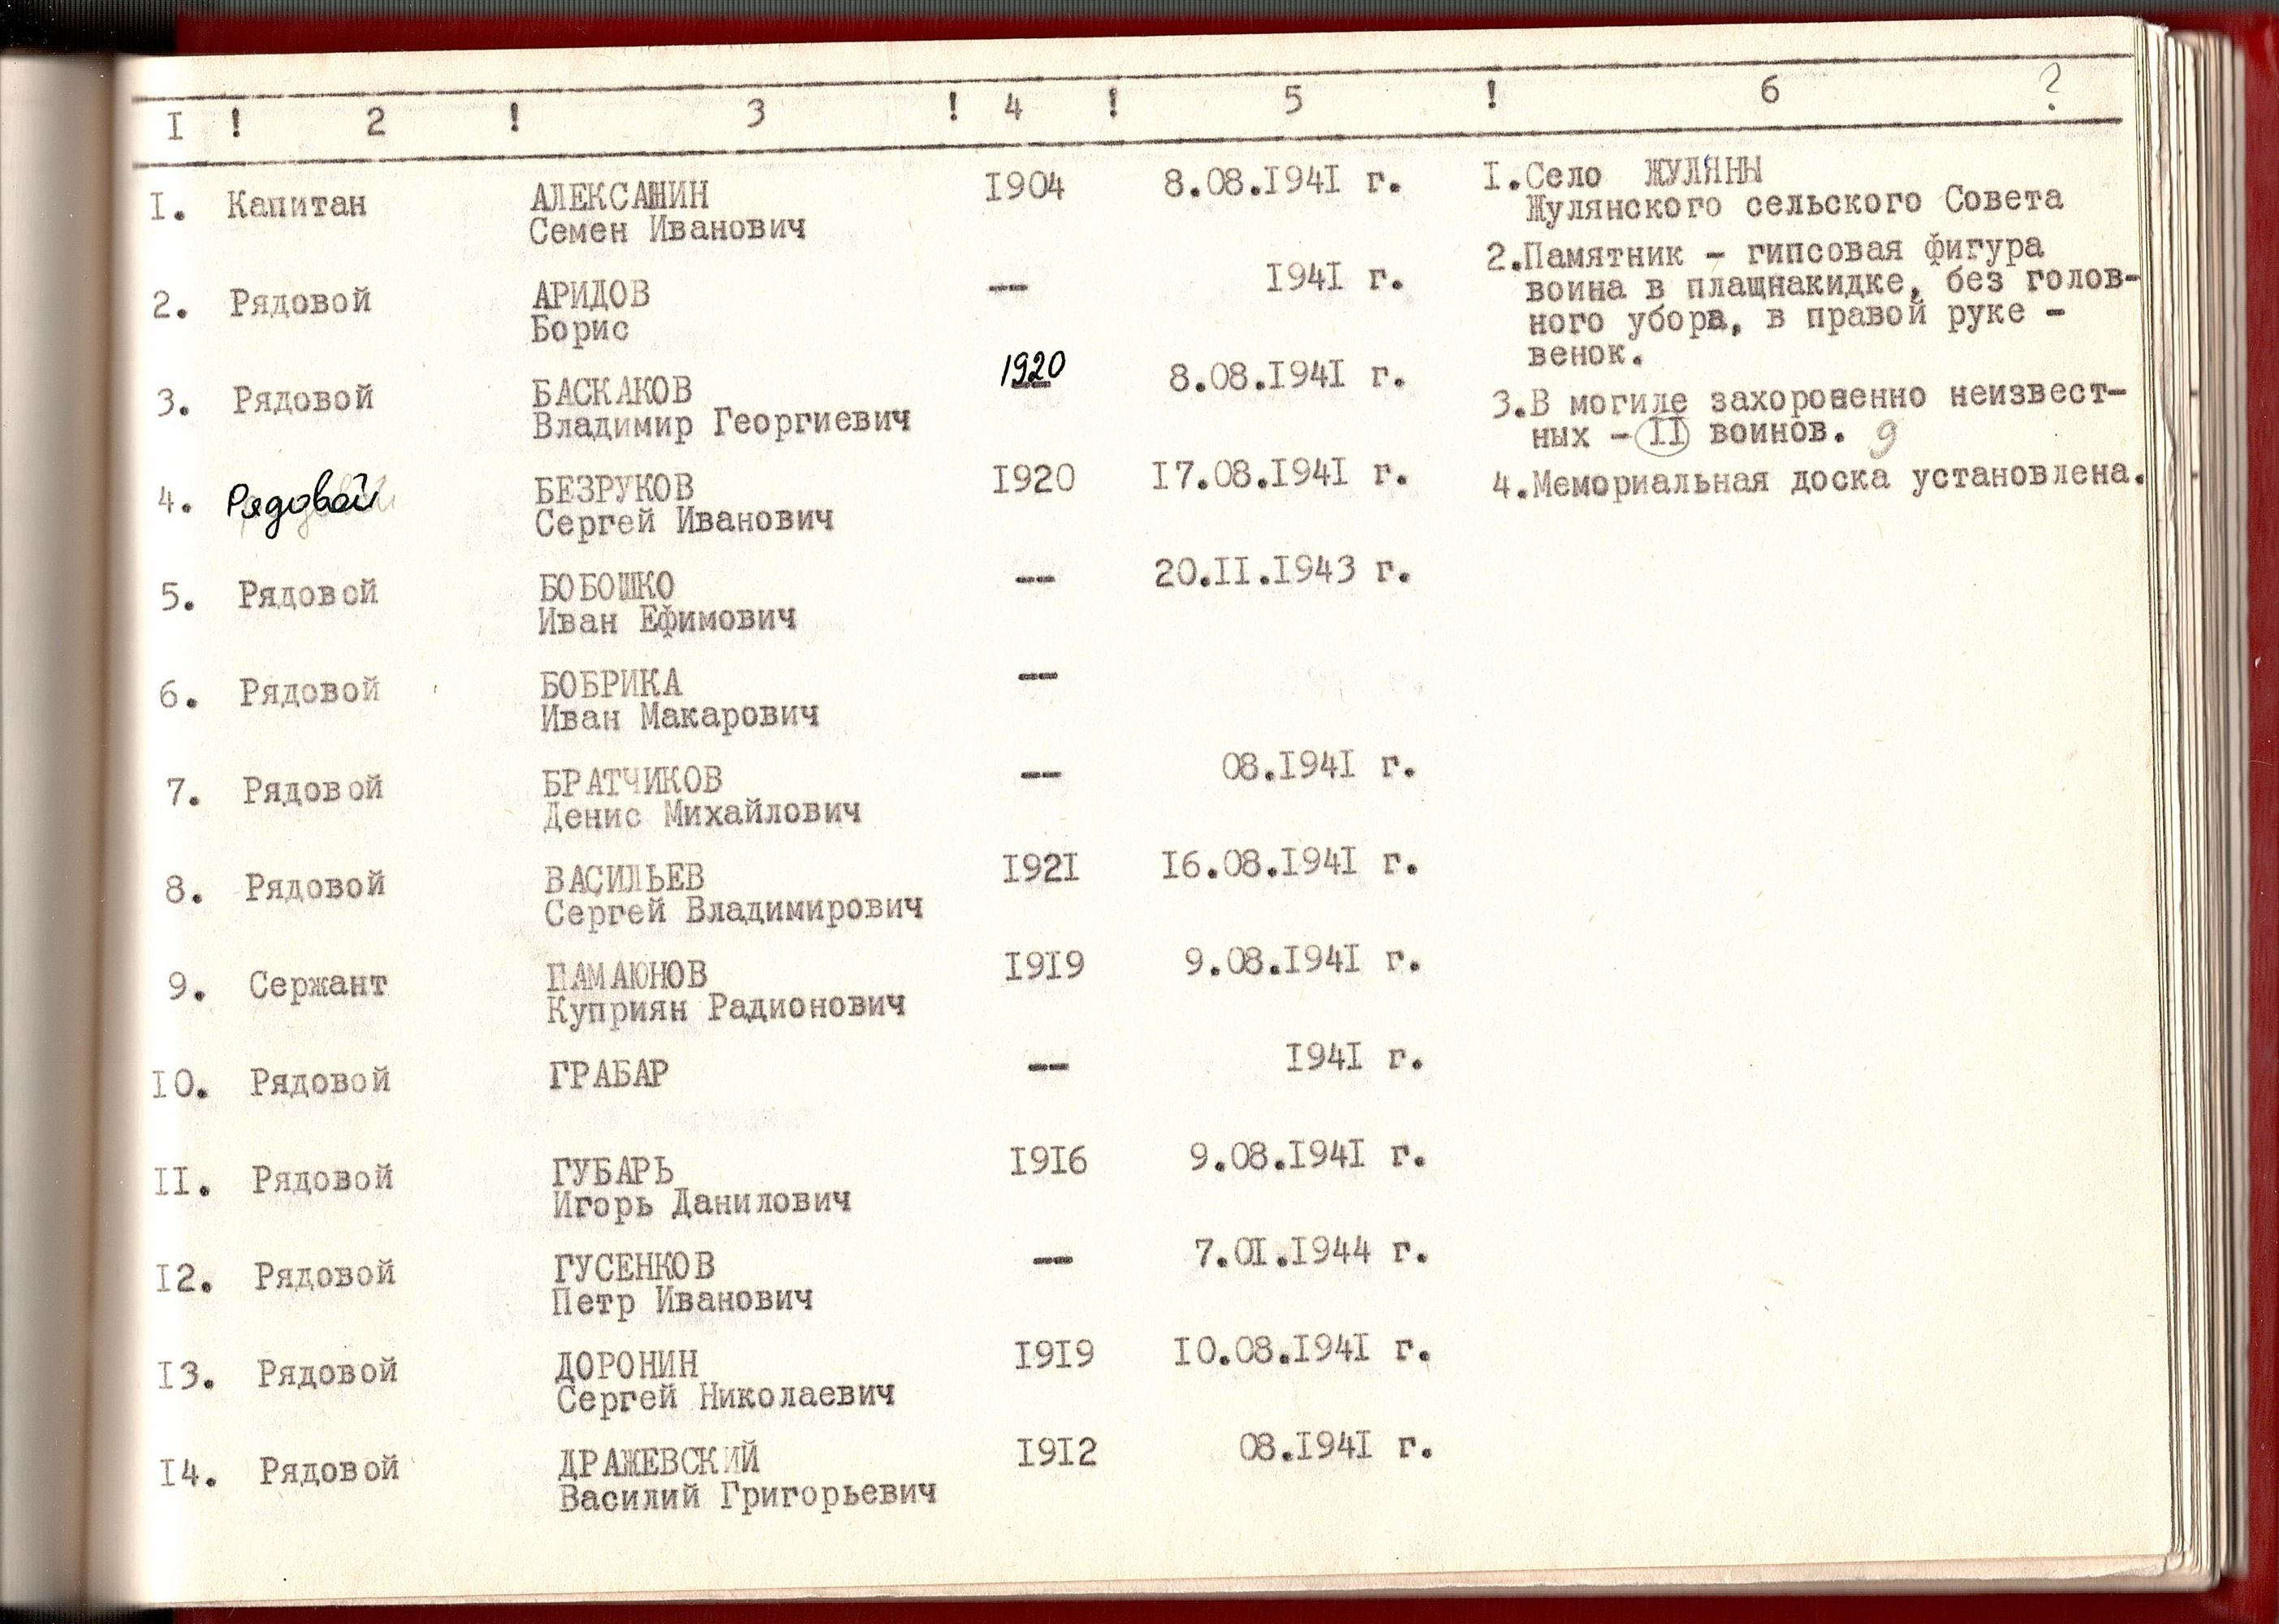 I ! 2 ! 3 ! 4 ! 5 ! 6 ?
I. Капитан АЛЕКСАШИН 1904 8.08.1941 г.
Семен Иванович
2. Рядовой АРИДОВ -- 1941 г.
Борис
3. Рядовой БАСКАКОВ 1920 8.08.1941 г.
Владимир Георгиевич
4. Рядовой БЕЗРУКОВ 1920 17.08.1941 г.
Сергей Иванович
5. Рядовой БОБОШКО -- 20.II.1943 г.
Иван Ефимович
6. Рядовой БОБРИКА --
Иван Макарович
7. Рядовой БРАТЧИКОВ -- 08.1941 г.
Денис Михайлович
8. Рядовой ВАСИЛЬЕВ 1921 16.08.1941 г.
Сергей Владимирович
9. Сержант ПАМАЮНОВ 1919 9.08.1941 г.
Куприян Радионович
10. Рядовой ГРАБАР -- 1941 г.
II. Рядовой ГУБАРЬ 1916 9.08.1941 г.
Игорь Данилович
12. Рядовой ГУСЕНКОВ -- 7.01.1944 г.
Петр Иванович
13. Рядовой ДОРОНИН 1919 10.08.1941 г.
Сергей Николаевич
14. Рядовой ДРАЖЕВСКИЙ 1912 08.1941 г.
Василий Григорьевич
I.Село ЖУЛЯНЫ
Жулянского сельского Совета
2.Памятник - гипсовая фигура
воина в плащнакидке, без голов-
ного убора, в правой руке -
венок.
3.В могиле захороненно неизвест-
ных - II воинов. 9
4.Мемориальная доска установлена.